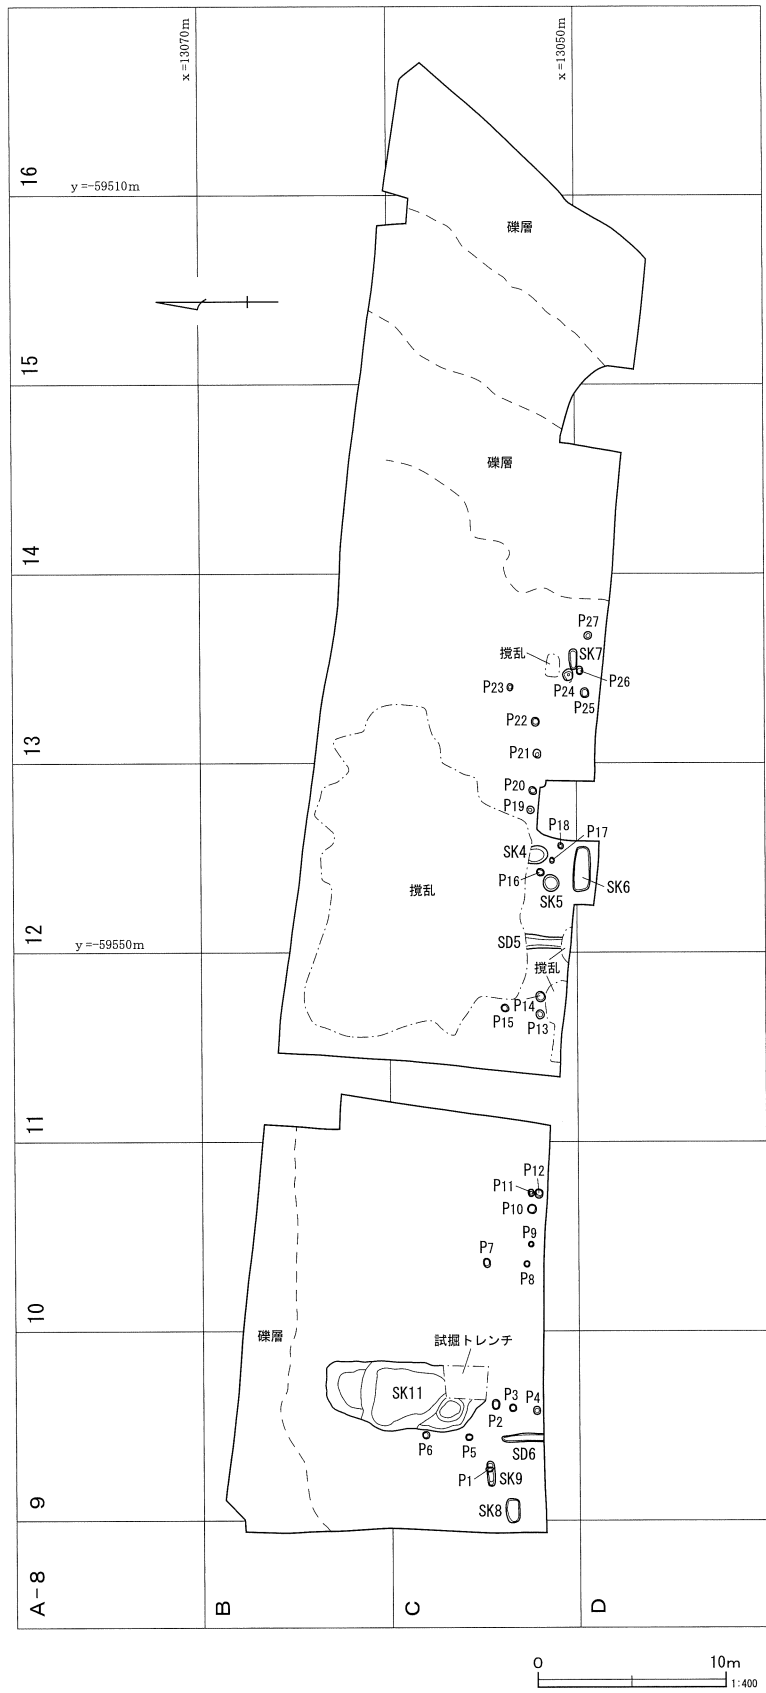 x=13070m
x=13050m
16
y=-59510m
礫層
15
礫層
14
P27
撹乱
SK7
P26
P24
P23
P25
P22
13
P21
P20
P19
P18
P17
SK4
P16
撹乱
SK5
SK6
12
y=-59550m
SD5
撹乱
P14
P15
P13
11
P12
P11
P10
P9
P7
P8
10
礫層
試掘トレンチ
SK11
P3
P4
P2
P6
P5
SD6
P1
SK9
9
SK8
A-8
B
C
D
0
10m
1:400